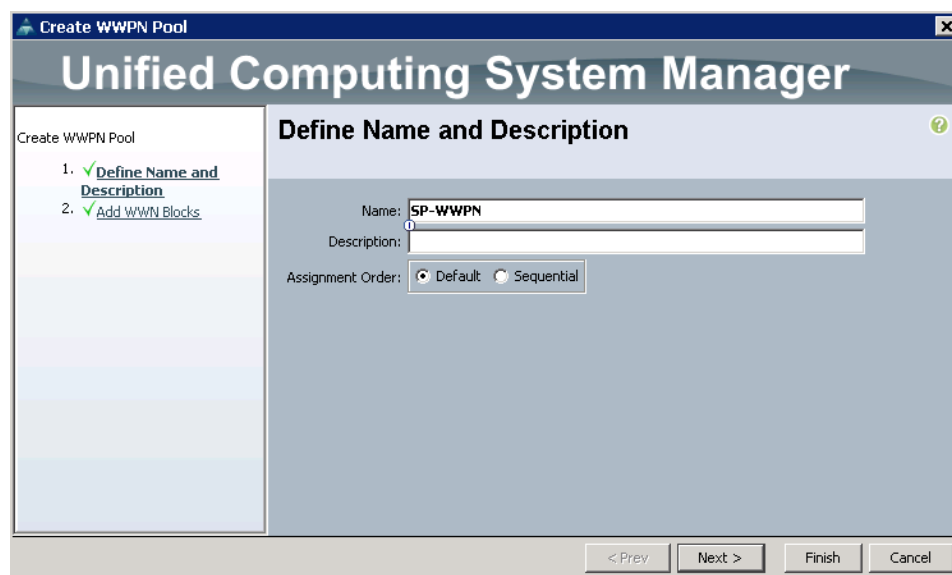 Create WWPN Pool
Unified Computing System Manager
Create WWPN Pool
1. Define Name and
Description
2. Add WWN Blocks
Define Name and Description
Name: SP-WWPN
Description:
Assignment Order: Default Sequential
< Prev Next > Finish Cancel